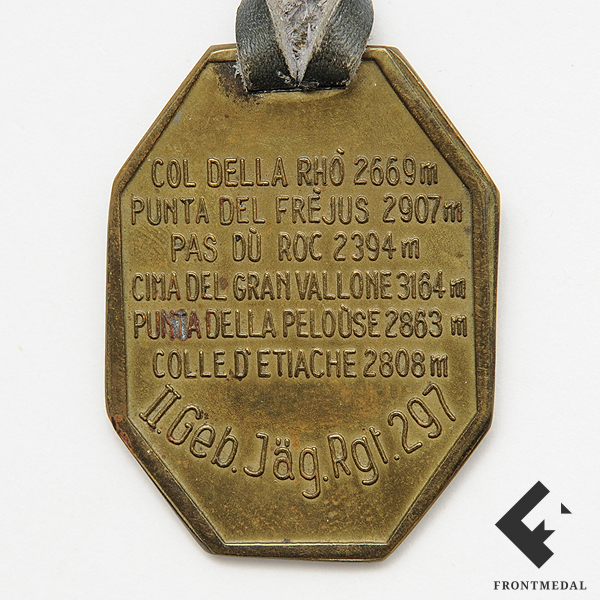 COL DELLA RHÒ 2669m
PUNTA DEL FRÈJUS 2907m
PAS DÙ ROC 2394m
CIMA DEL GRAN VALLONE 3164m
PUNTA DELLA PELOÙSE 2863 m
COLLE D'ETIACHE 2808m
II. Geb. Jäg. Rgt. 297
FRONTMEDAL